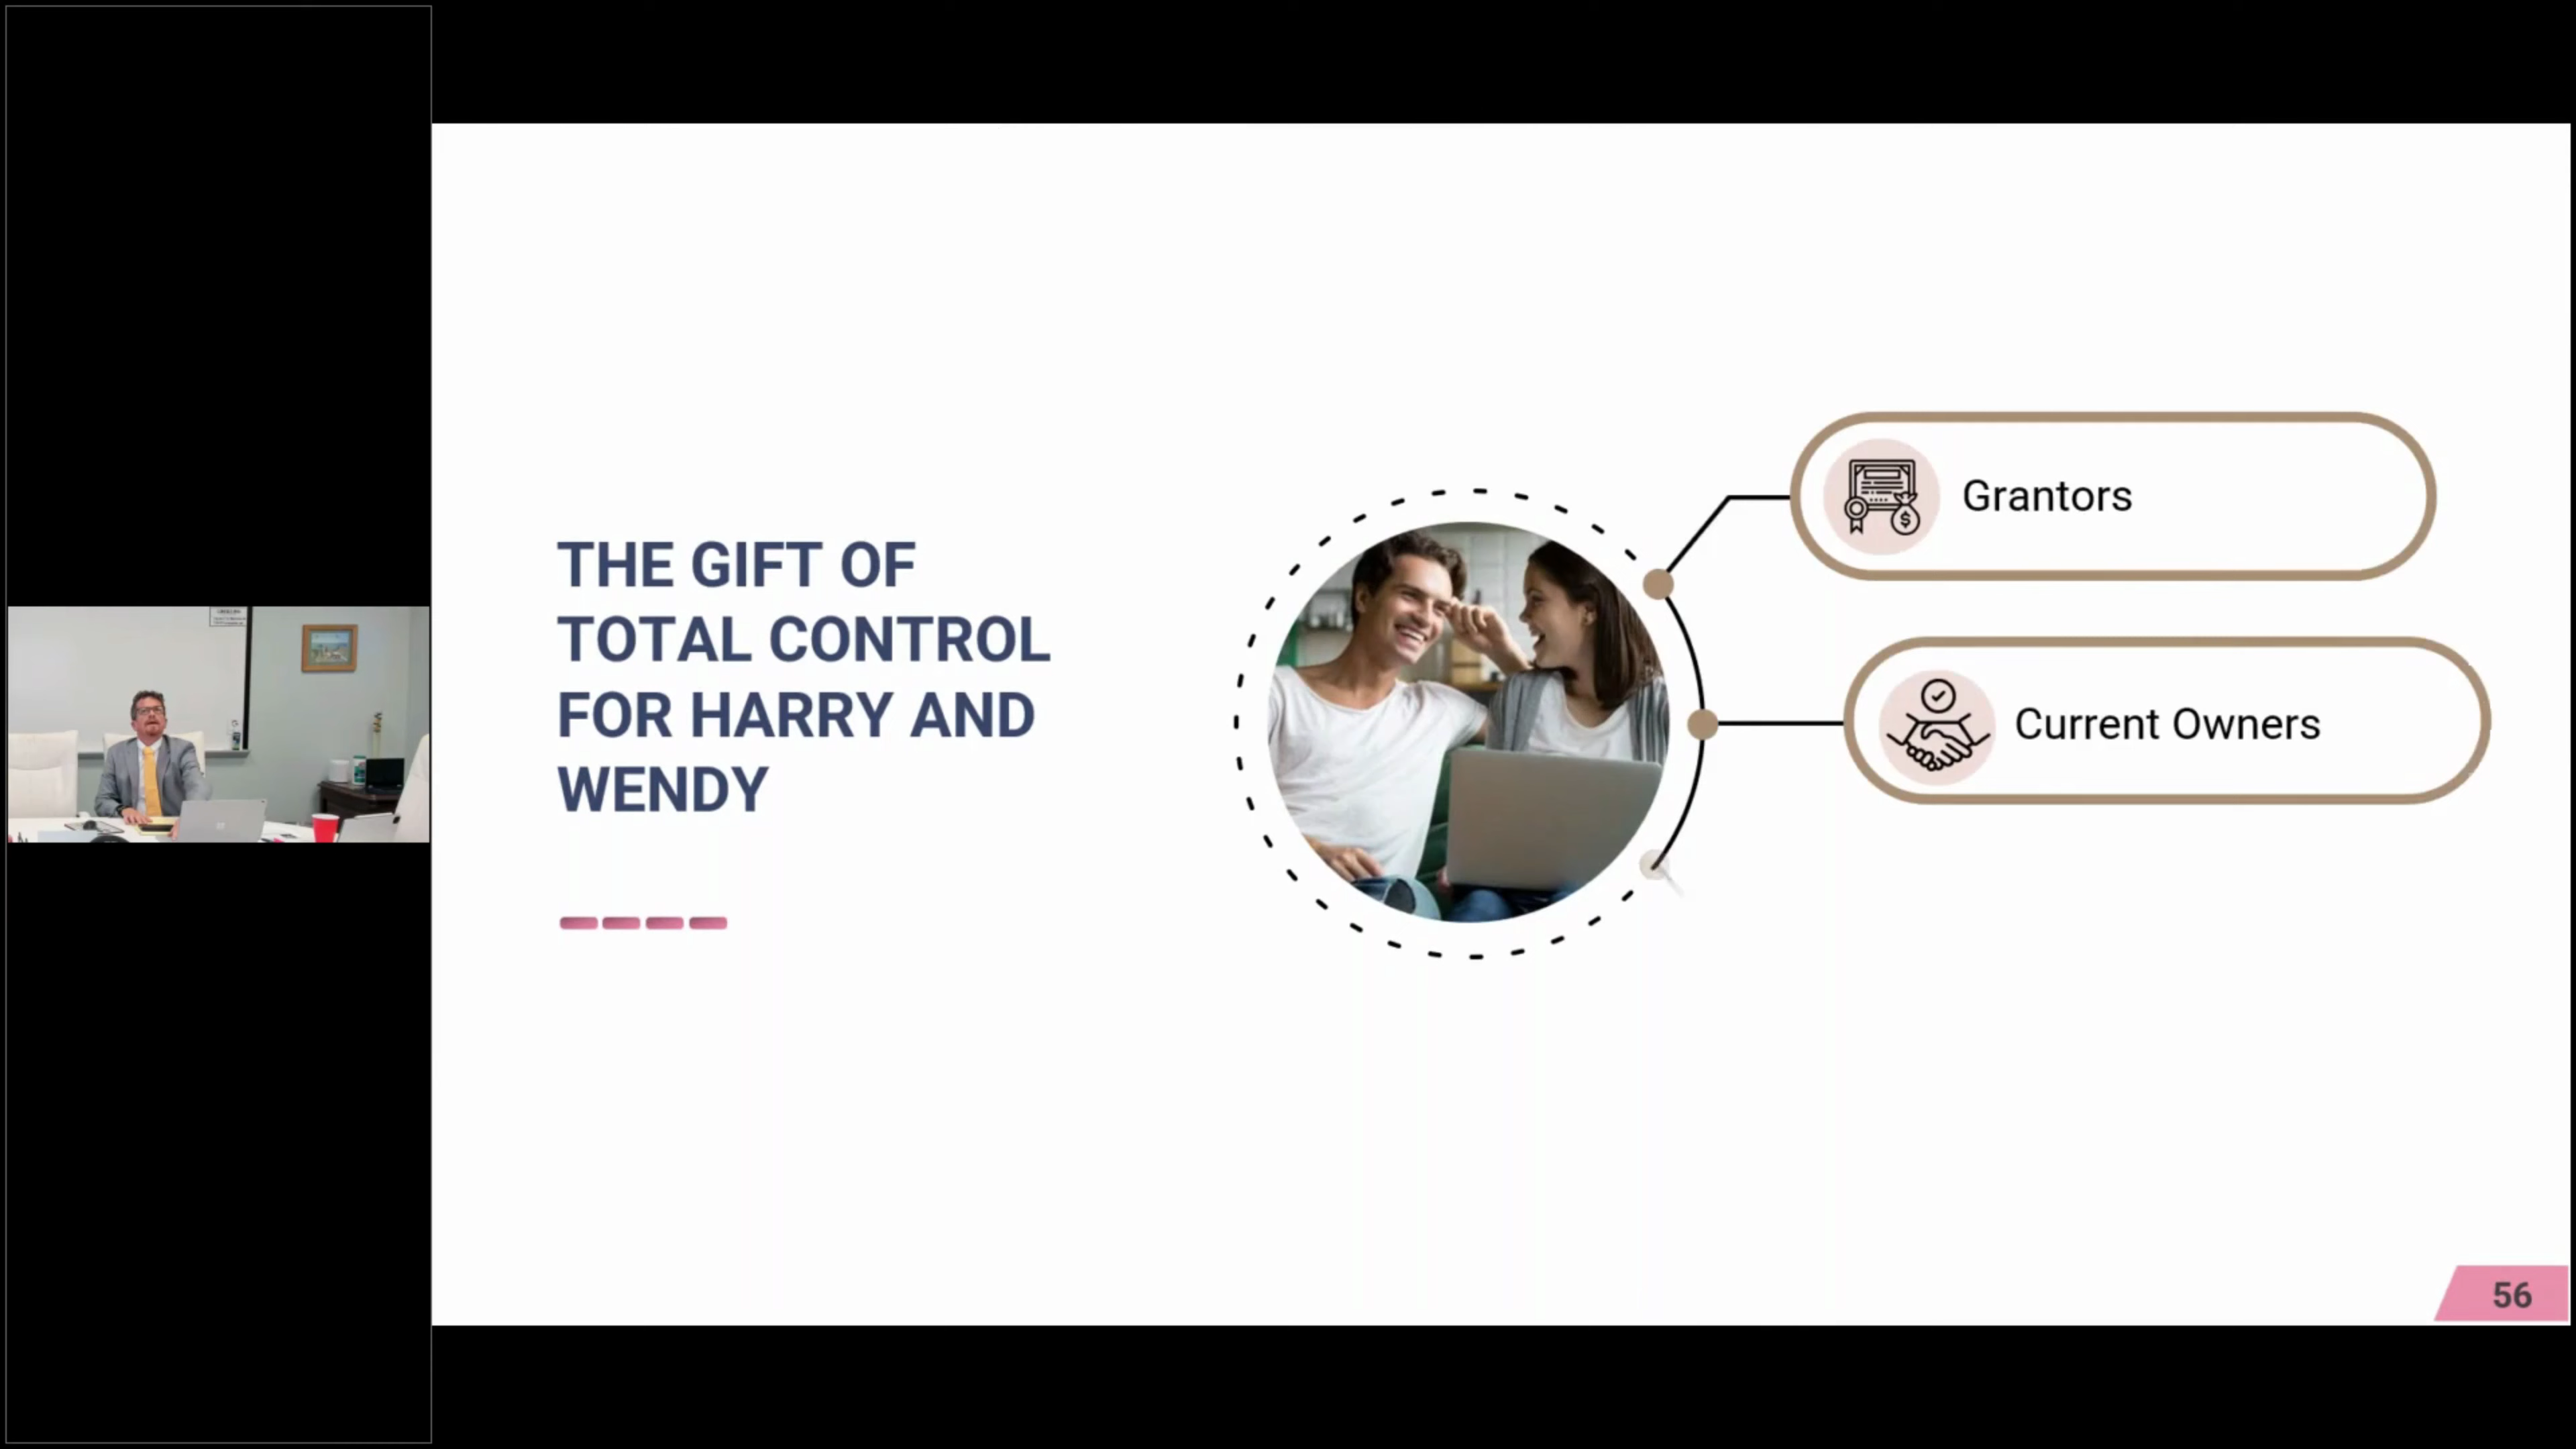 THE GIFT OF
TOTAL CONTROL
FOR HARRY AND
WENDY
Grantors
Current Owners
56